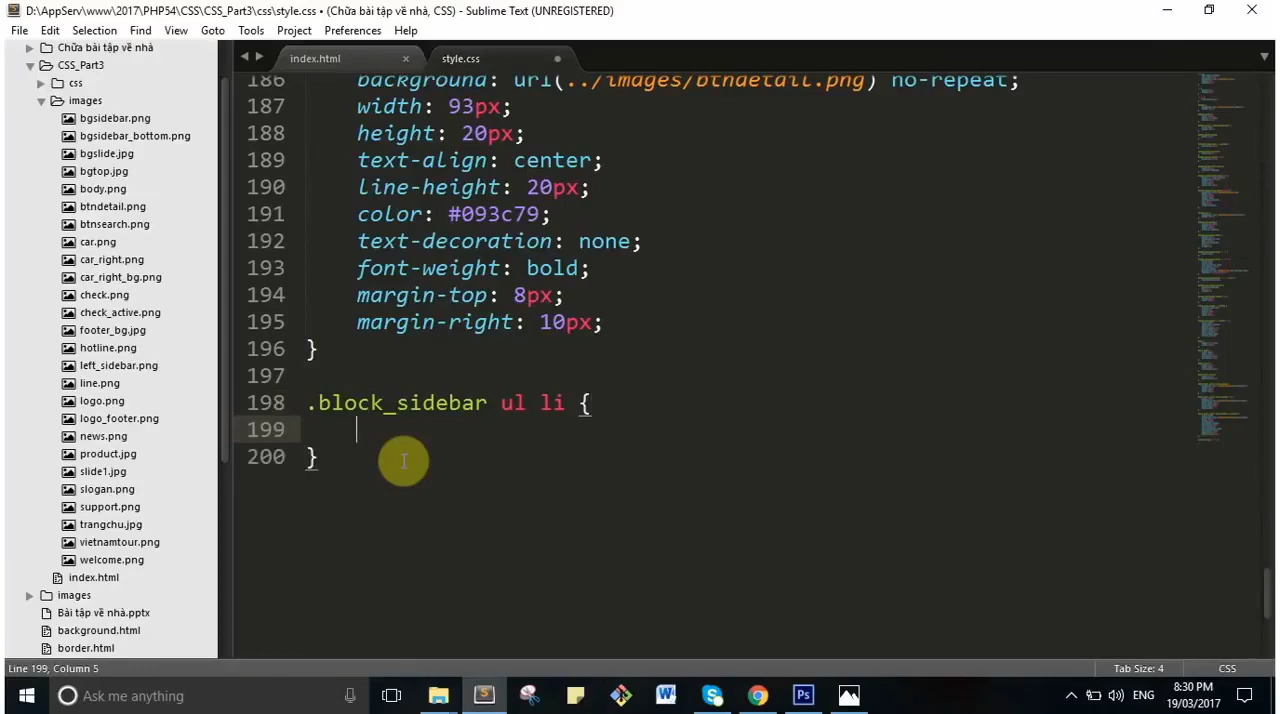 D:\AppServ\www\2017\PHP54\CSS\CSS_Part3\css\style.css • (Chữa bài tập về nhà, CSS) - Sublime Text (UNREGISTERED)
File Edit Selection Find View Goto Tools Project Preferences Help
Chữa bài tập về nhà
CSS_Part3
css
images
bgsidebar.png
bgsidebar_bottom.png
bgslide.jpg
bgtop.jpg
body.png
btndetail.png
btnsearch.png
car.png
car_right.png
car_right_bg.png
check.png
check_active.png
footer_bg.jpg
hotline.png
left_sidebar.png
line.png
logo.png
logo_footer.png
news.png
product.jpg
slide1.jpg
slogan.png
support.png
trangchu.jpg
vietnamtour.png
welcome.png
index.html
images
Bài tập về nhà.pptx
background.html
border.html
index.html × style.css
186 background: url(../images/btndetail.png) no-repeat;
187 width: 93px;
188 height: 20px;
189 text-align: center;
190 line-height: 20px;
191 color: #093c79;
192 text-decoration: none;
193 font-weight: bold;
194 margin-top: 8px;
195 margin-right: 10px;
196 }
197
198 .block_sidebar ul li {
199
200 }
Line 199, Column 5 Tab Size: 4 CSS
Ask me anything
ENG
8:30 PM
19/03/2017